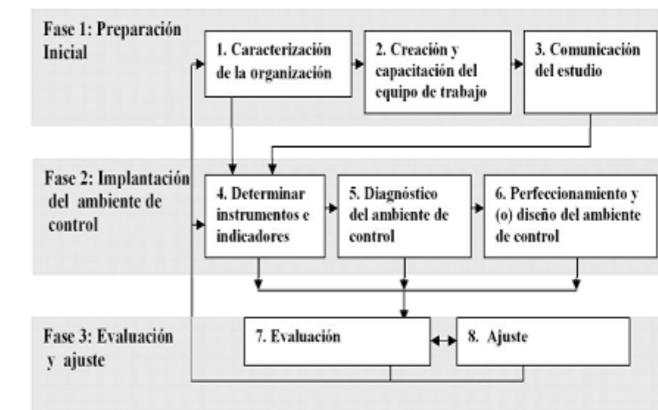 Fase 1: Preparación
Inicial
1. Caracterización
de la organización
2. Creación y
capacitación del
equipo de trabajo
3. Comunicación
del estudio
Fase 2: Implantación
del ambiente de
control
4. Determinar
instrumentos e
indicadores
5. Diagnóstico
del ambiente de
control
6. Perfeccionamiento y
(o) diseño del ambiente
de control
Fase 3: Evaluación
y ajuste
7. Evaluación
8. Ajuste